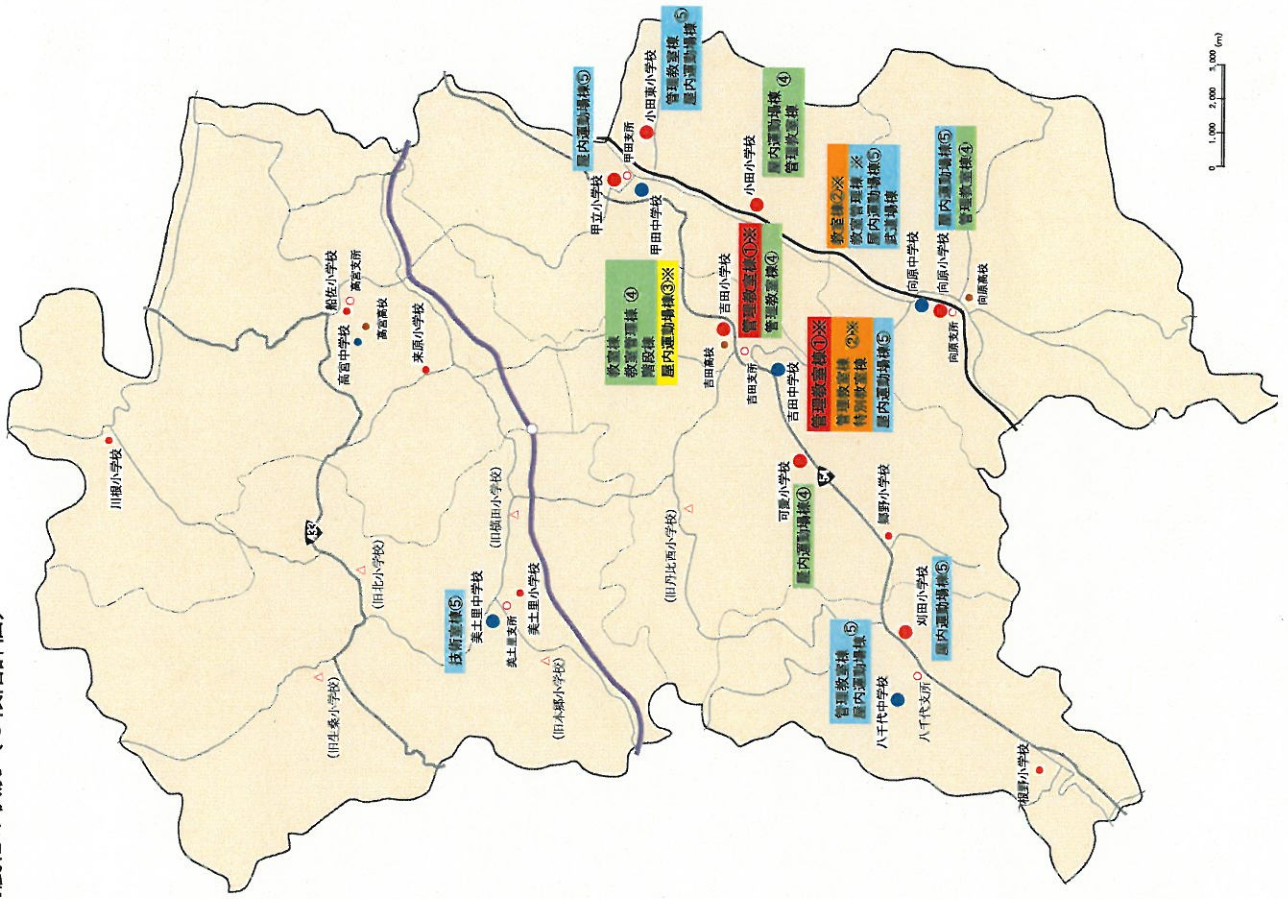 川根小学校
433
(旧北小学校)
(旧生桑小学校)
船佐小学校
高宮支所
高宮中学校
高宮高校
来原小学校
(旧横田小学校)
技術室棟⑤
美土里中学校
美土里支所
美土里小学校
(旧本郷小学校)
屋内運動場棟⑤
甲立小学校
甲田支所
甲田中学校
小田東小学校
管理教室棟 ⑤
屋内運動場棟
教室棟
教室管理棟 ④
階段棟
屋内運動場棟③※
吉田小学校
吉田高校
管理教室棟①※
管理教室棟④
吉田支所
吉田中学校
管理教室棟①※
管理教室棟 ②※
特別教室棟
屋内運動場棟⑤
小田小学校
屋内運動場棟 ④
管理教室棟
教室棟②※
教室管理棟 ※
屋内運動場棟⑤
武道場棟
向原中学校
向原小学校
屋内運動場棟⑤
管理教室棟④
向原支所
向原高校
(旧丹比西小学校)
可愛小学校
屋内運動場棟④
54
郷野小学校
刈田小学校
屋内運動場棟⑤
管理教室棟 ⑤
屋内運動場棟
八千代中学校
八千代支所
根野小学校
0 1,000 2,000 3,000 (m)